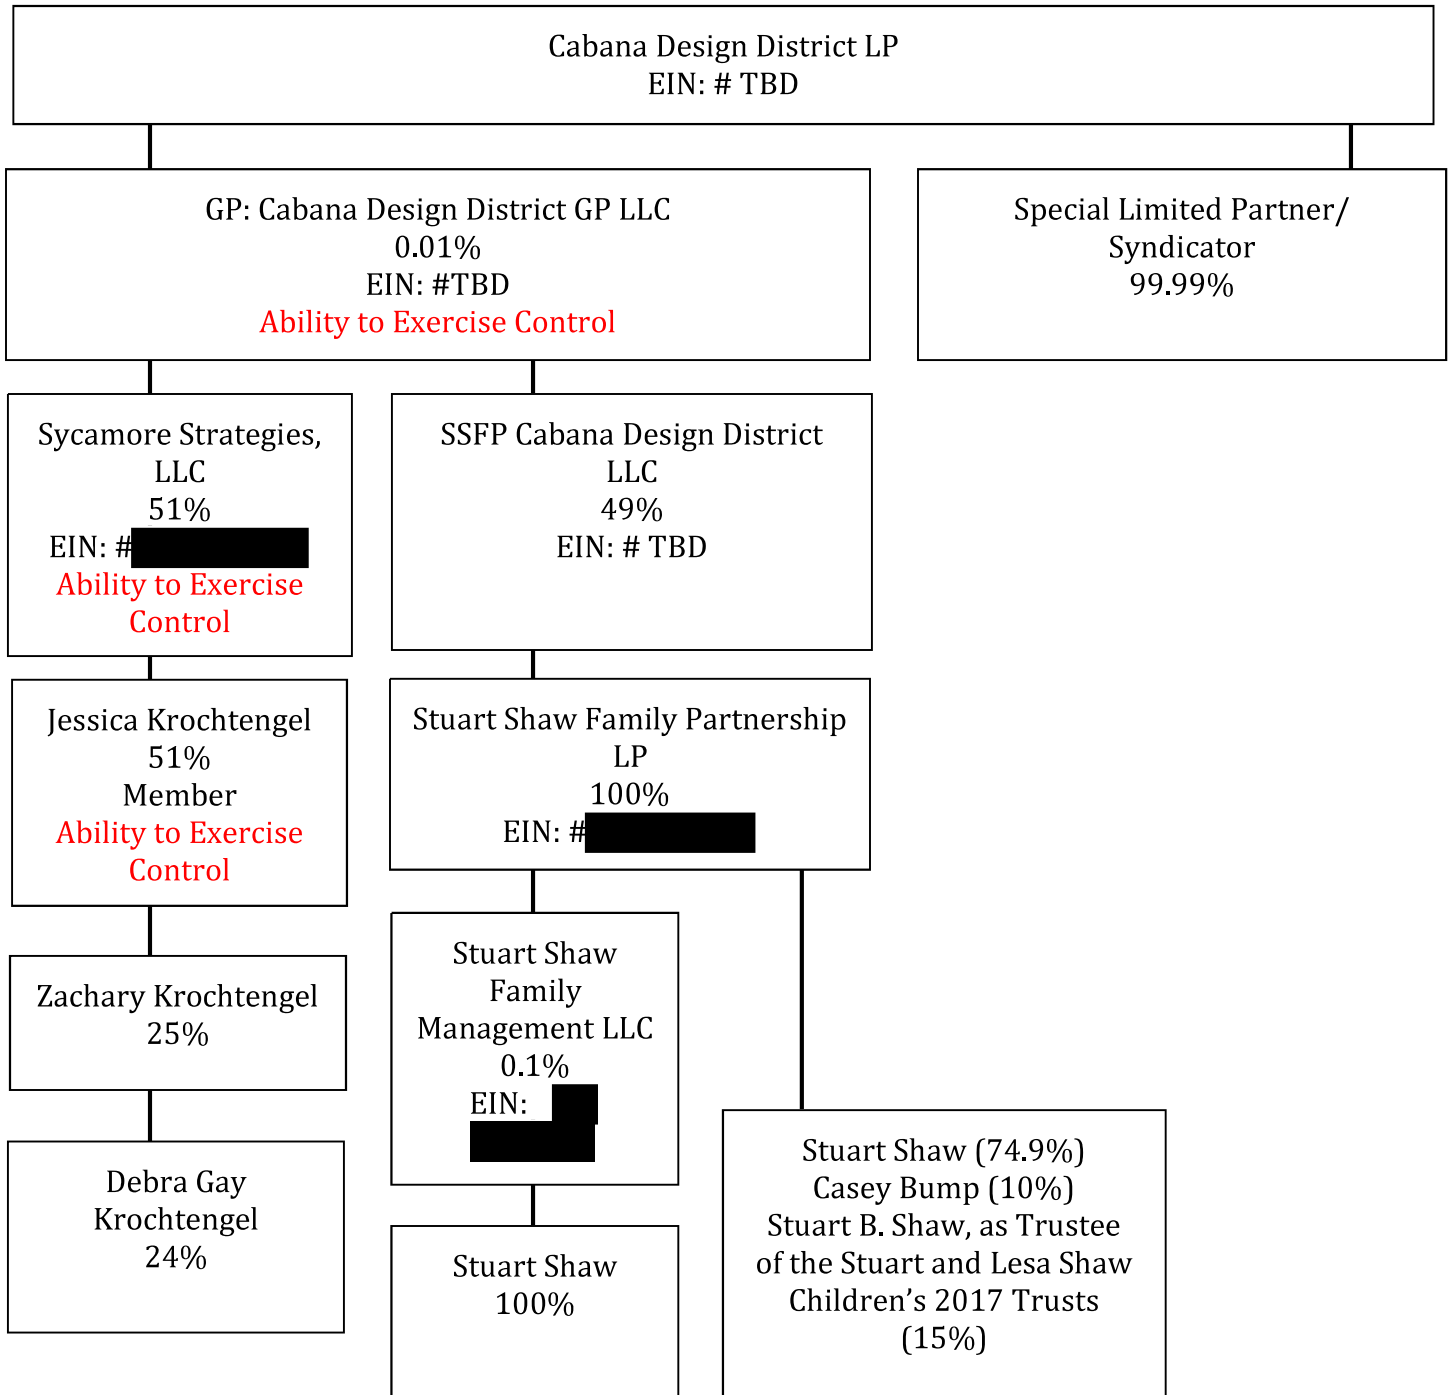 Cabana Design District LP
EIN: # TBD
GP: Cabana Design District GP LLC
0.01%
EIN: #TBD
Ability to Exercise Control
Special Limited Partner/
Syndicator
99.99%
Sycamore Strategies,
LLC
51%
EIN: #
Ability to Exercise
Control
SSFP Cabana Design District
LLC
49%
EIN: # TBD
Jessica Krochtengel
51%
Member
Ability to Exercise
Control
Stuart Shaw Family Partnership
LP
100%
EIN: #
Zachary Krochtengel
25%
Stuart Shaw
Family
Management LLC
0.1%
EIN:
Debra Gay
Krochtengel
24%
Stuart Shaw
100%
Stuart Shaw (74.9%)
Casey Bump (10%)
Stuart B. Shaw, as Trustee
of the Stuart and Lesa Shaw
Children’s 2017 Trusts
(15%)